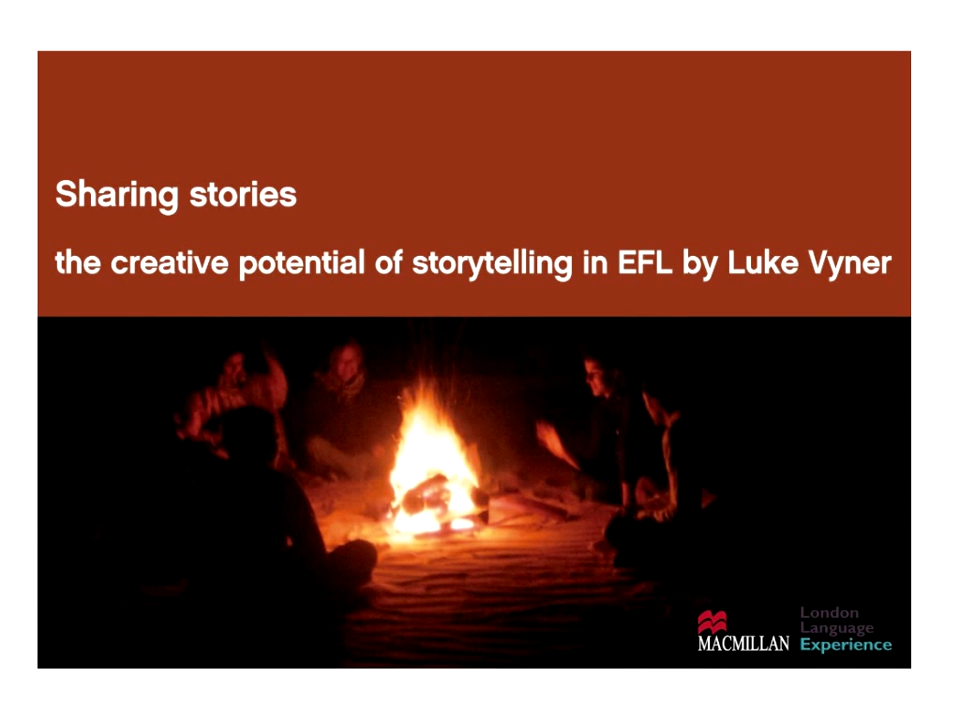 Sharing stories
the creative potential of storytelling in EFL by Luke Vyner
London
Language
MACMILLAN Experience